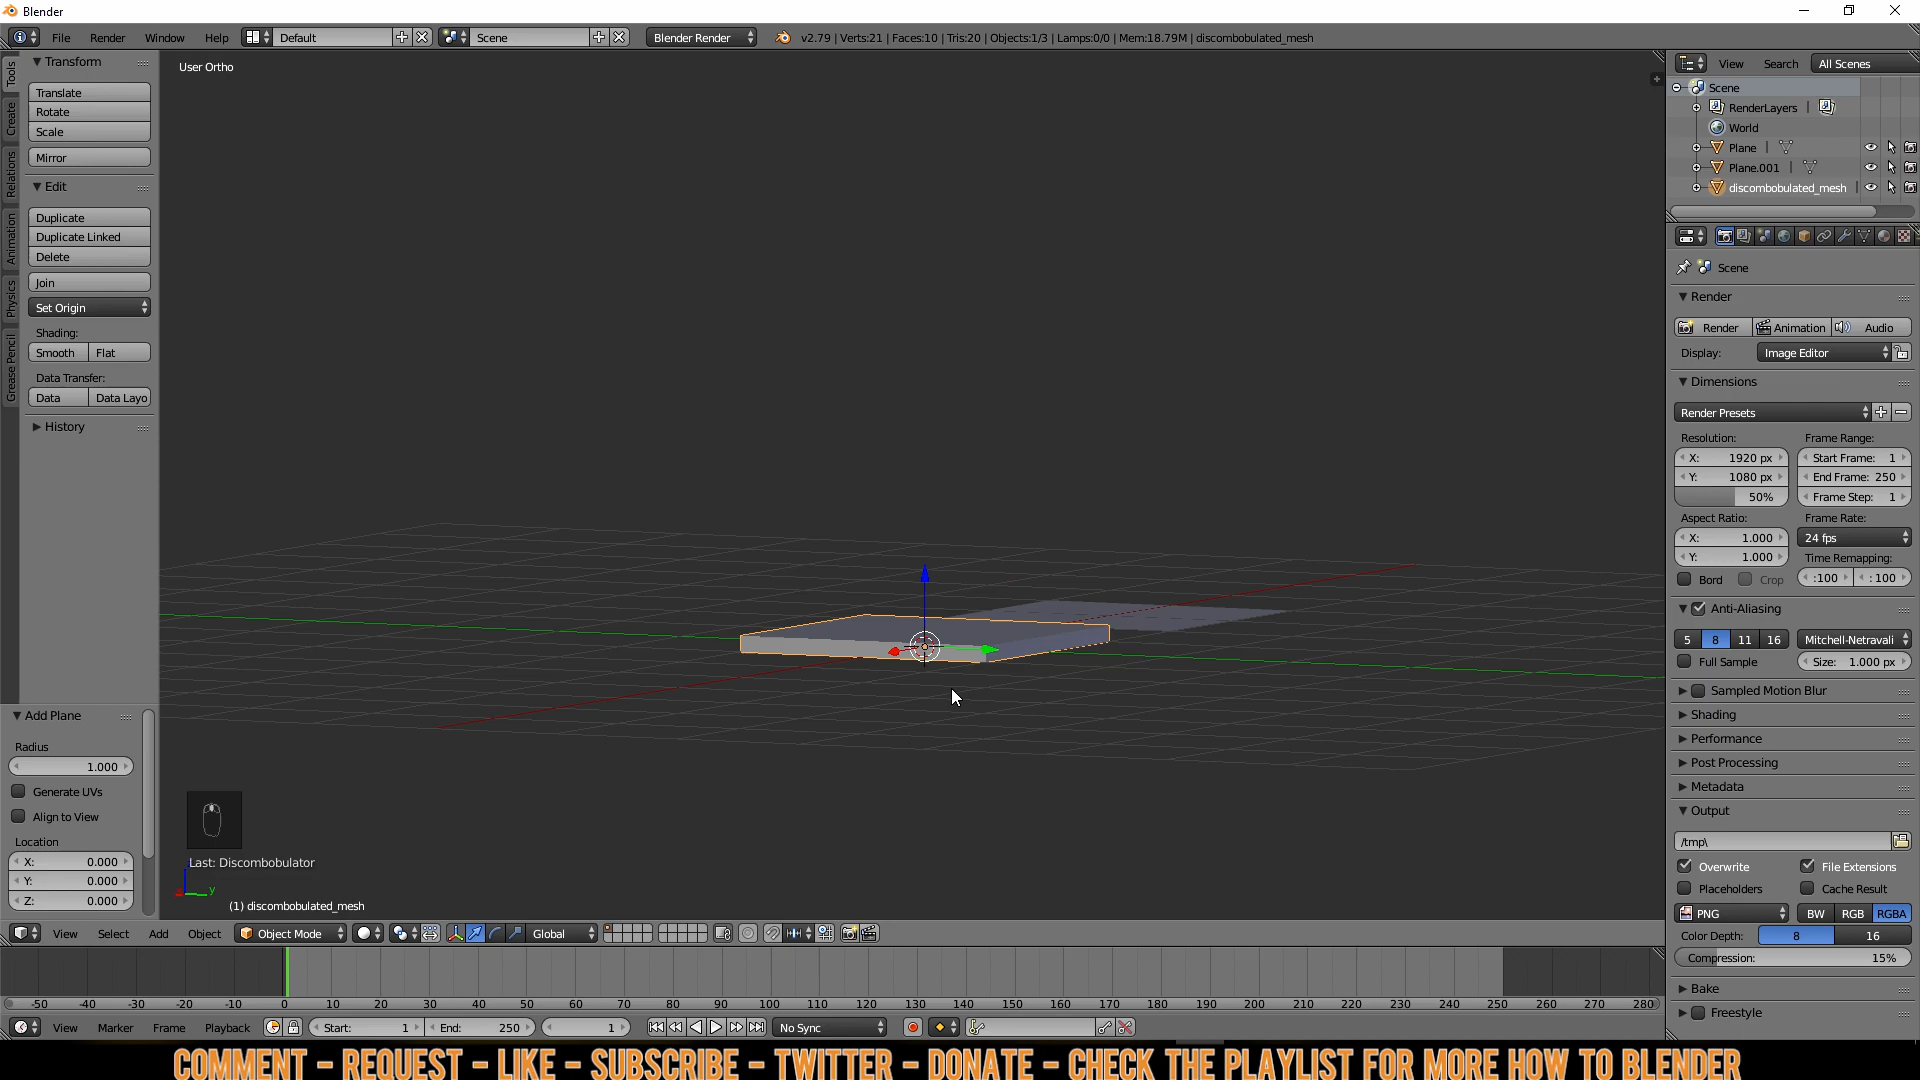 Blender
File Render Window Help Default Scene Blender Render v2.79 | Verts:21 | Faces:10 | Tris:20 | Objects:1/3 | Lamps:0/0 | Mem:18.79M | discombobulated_mesh
Tools
Create
Relations
Animation
Physics
Grease Pencil
Transform
Translate
Rotate
Scale
Mirror
Edit
Duplicate
Duplicate Linked
Delete
Join
Set Origin
Shading:
Smooth Flat
Data Transfer:
Data Data Layo
History
Add Plane
Radius
1.000
Generate UVs
Align to View
Location
X: 0.000
Y: 0.000
Z: 0.000
User Ortho
Last: Discombobulator
y
(1) discombobulated_mesh
View Search All Scenes
Scene
RenderLayers |
World
Plane |
Plane.001 |
discombobulated_mesh |
Scene
Render
Render Animation Audio
Display: Image Editor
Dimensions
Render Presets
Resolution: Frame Range:
X: 1920 px Start Frame: 1
Y: 1080 px End Frame: 250
50% Frame Step: 1
Aspect Ratio: Frame Rate:
X: 1.000 24 fps
Y: 1.000 Time Remapping:
Bord Crop :100 : 100
Anti-Aliasing
5 8 11 16 Mitchell-Netravali
Full Sample Size: 1.000 px
Sampled Motion Blur
Shading
Performance
Post Processing
Metadata
Output
/tmp\
Overwrite File Extensions
Placeholders Cache Result
PNG BW RGB RGBA
Color Depth: 8 16
Compression: 15%
Bake
Freestyle
View Select Add Object Object Mode Global
-50 -40 -30 -20 -10 0 10 20 30 40 50 60 70 80 90 100 110 120 130 140 150 160 170 180 190 200 210 220 230 240 250 260 270 280
View Marker Frame Playback Start: 1 End: 250 1 No Sync
COMMENT - REQUEST - LIKE - SUBSCRIBE - TWITTER - DONATE - CHECK THE PLAYLIST FOR MORE HOW TO BLENDER